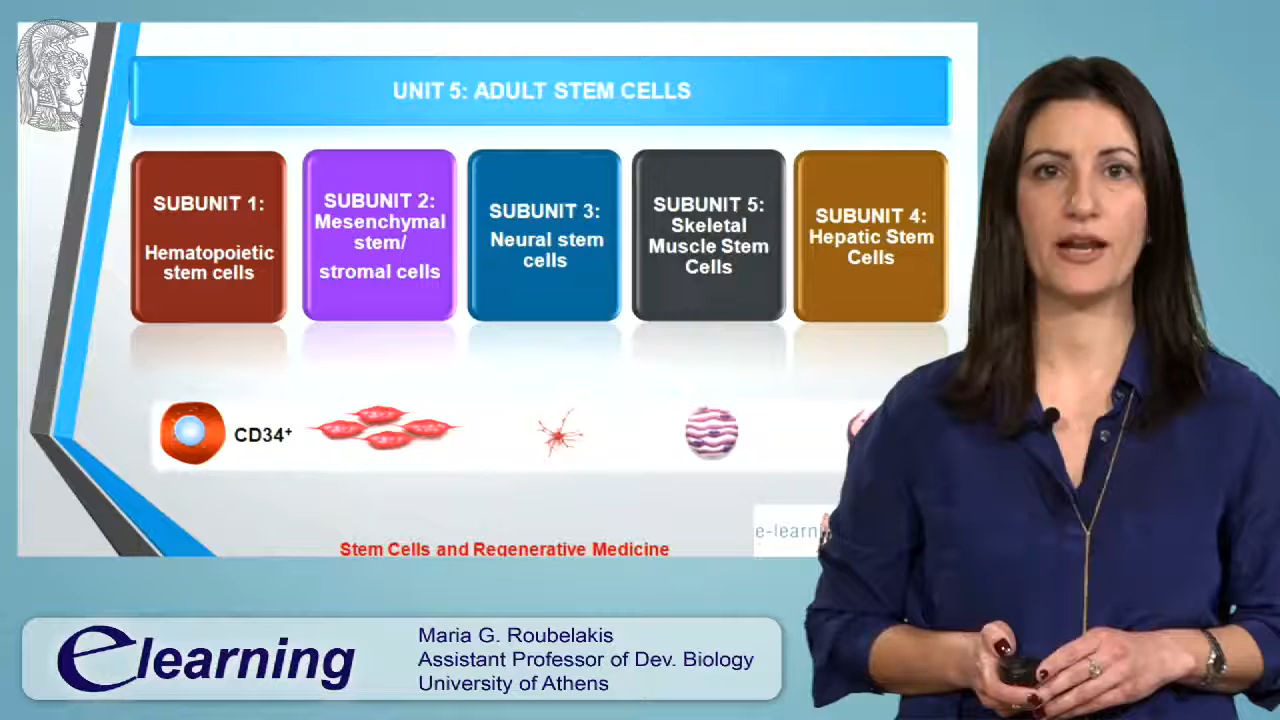 UNIT 5: ADULT STEM CELLS
SUBUNIT 1:
Hematopoietic
stem cells
SUBUNIT 2:
Mesenchymal
stem/
stromal cells
SUBUNIT 3:
Neural stem
cells
SUBUNIT 5:
Skeletal
Muscle Stem
Cells
SUBUNIT 4:
Hepatic Stem
Cells
CD34⁺
e-learn
Stem Cells and Regenerative Medicine
elearning
Maria G. Roubelakis
Assistant Professor of Dev. Biology
University of Athens